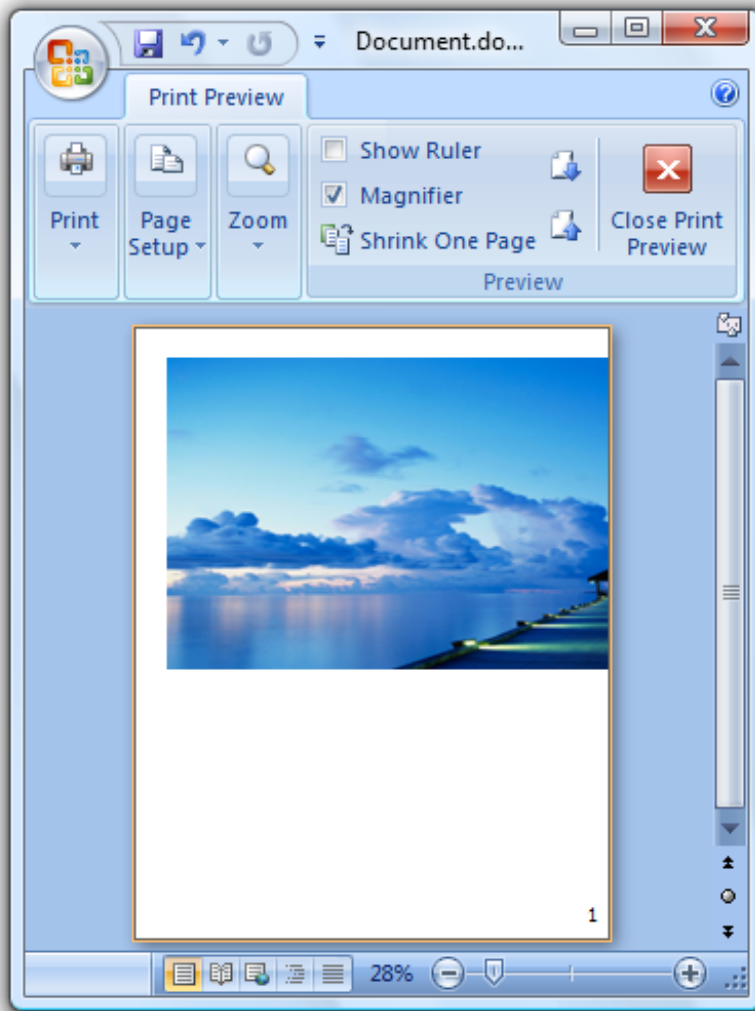 Document.do...
Print Preview
Print
Page
Setup
Zoom
Show Ruler
Magnifier
Shrink One Page
Close Print
Preview
Preview
1
28%